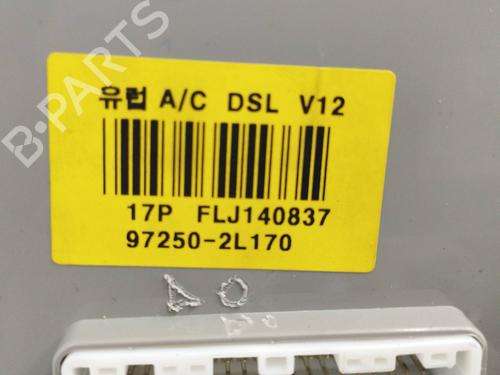 B-PARTS
유럽 A/C DSL V12
17P FLJ140837
97250-2L170